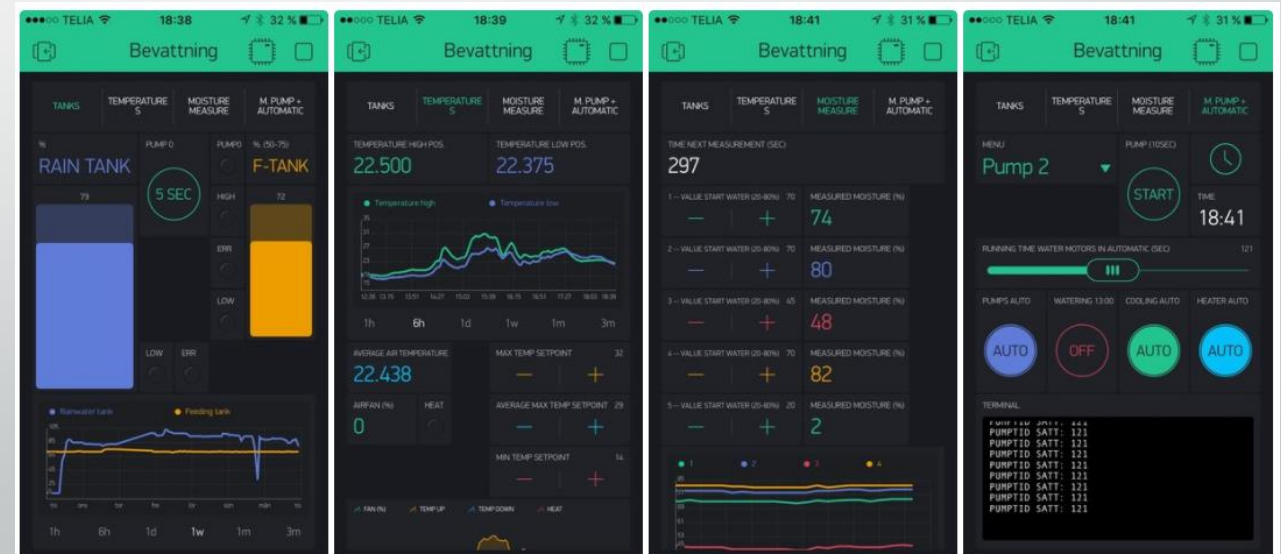 TELIA 18:38 32 %
Bevattning
TANKS
TEMPERATURE
S
MOISTURE
MEASURE
M. PUMP +
AUTOMATIC
%
RAIN TANK
PUMP 0
5 SEC
PUMP0
%. (50-75)
F-TANK
73
HIGH
72
ERR
LOW
LOW
ERR
Rainwater tank
Feeding tank
1h 6h 1d 1w 1m 3m
TELIA 18:39 32 %
Bevattning
TANKS
TEMPERATURE
S
MOISTURE
MEASURE
M. PUMP +
AUTOMATIC
TEMPERATURE HIGH POS.
22.500
TEMPERATURE LOW POS.
22.375
Temperature high
Temperature low
1h 6h 1d 1w 1m 3m
AVERAGE AIR TEMPERATURE
22.438
MAX TEMP SETPOINT 32
− +
AIRFAN (%)
0
HEAT
AVERAGE MAX TEMP SETPOINT 29
− +
MIN TEMP SETPOINT 14
− +
FAN (%) TEMP UP TEMP DOWN HEAT
TELIA 18:41 31 %
Bevattning
TANKS
TEMPERATURE
S
MOISTURE
MEASURE
M. PUMP +
AUTOMATIC
TIME NEXT MEASUREMENT (SEC)
297
1 -- VALUE START WATER (20-80%) 70
− +
MEASURED MOISTURE (%)
74
2 -- VALUE START WATER (20-80%) 70
− +
MEASURED MOISTURE (%)
80
3 -- VALUE START WATER (20-80%) 45
− +
MEASURED MOISTURE (%)
48
4 -- VALUE START WATER (20-80%) 70
− +
MEASURED MOISTURE (%)
82
5 -- VALUE START WATER (20-80%) 20
− +
MEASURED MOISTURE (%)
2
1 2 3 4
TELIA 18:41 31 %
Bevattning
TANKS
TEMPERATURE
S
MOISTURE
MEASURE
M. PUMP +
AUTOMATIC
MENU
Pump 2
PUMP (10SEC)
START
TIME
18:41
RUNNING TIME WATER MOTORS IN AUTOMATIC (SEC) 121
PUMPS AUTO
AUTO
WATERING 13:00
OFF
COOLING AUTO
AUTO
HEATER AUTO
AUTO
TERMINAL
PUMPTID SATT: 121
PUMPTID SATT: 121
PUMPTID SATT: 121
PUMPTID SATT: 121
PUMPTID SATT: 121
PUMPTID SATT: 121
PUMPTID SATT: 121
PUMPTID SATT: 121